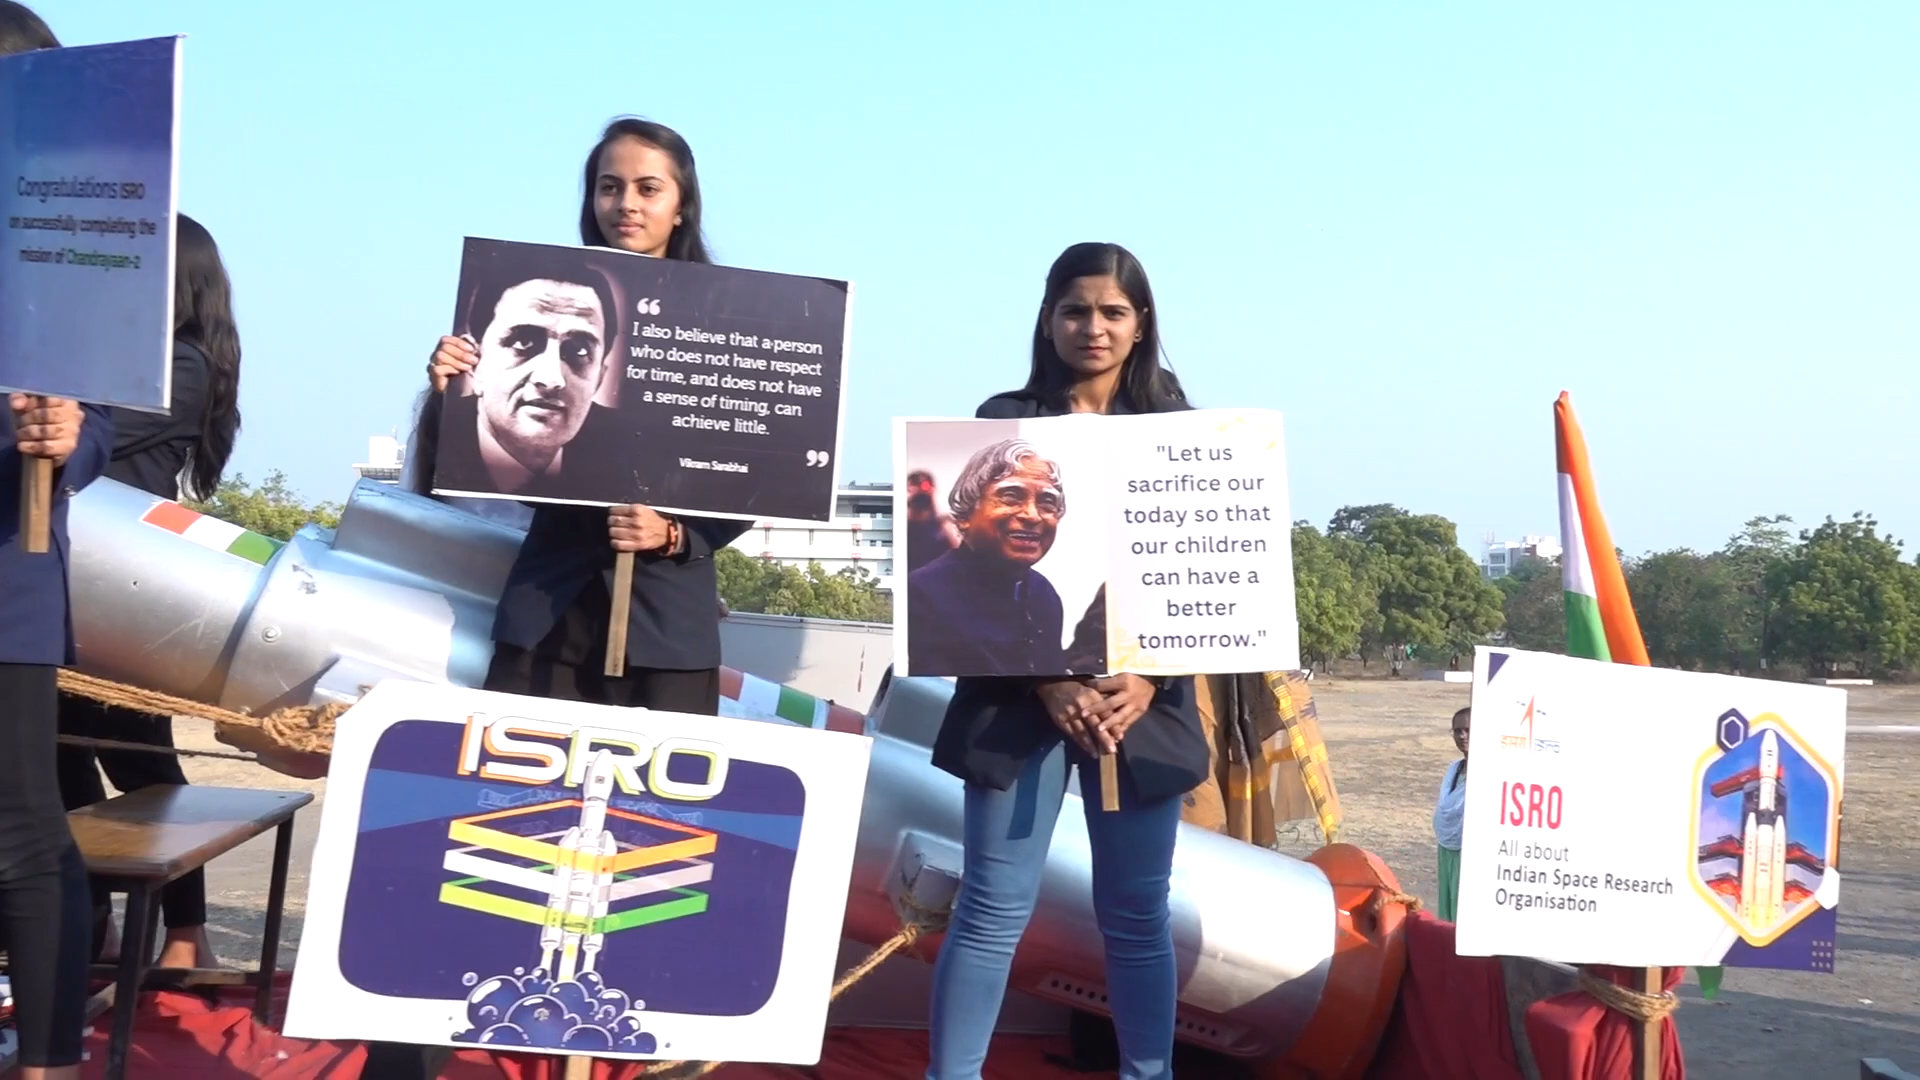 Congratulations ISRO
on successfully completing the
mission of Chandrayaan-2
“
I also believe that a person
who does not have respect
for time, and does not have
a sense of timing, can
achieve little.
”
Vikram Sarabhai
"Let us
sacrifice our
today so that
our children
can have a
better
tomorrow."
ISRO
इसरो isro
ISRO
All about
Indian Space Research
Organisation